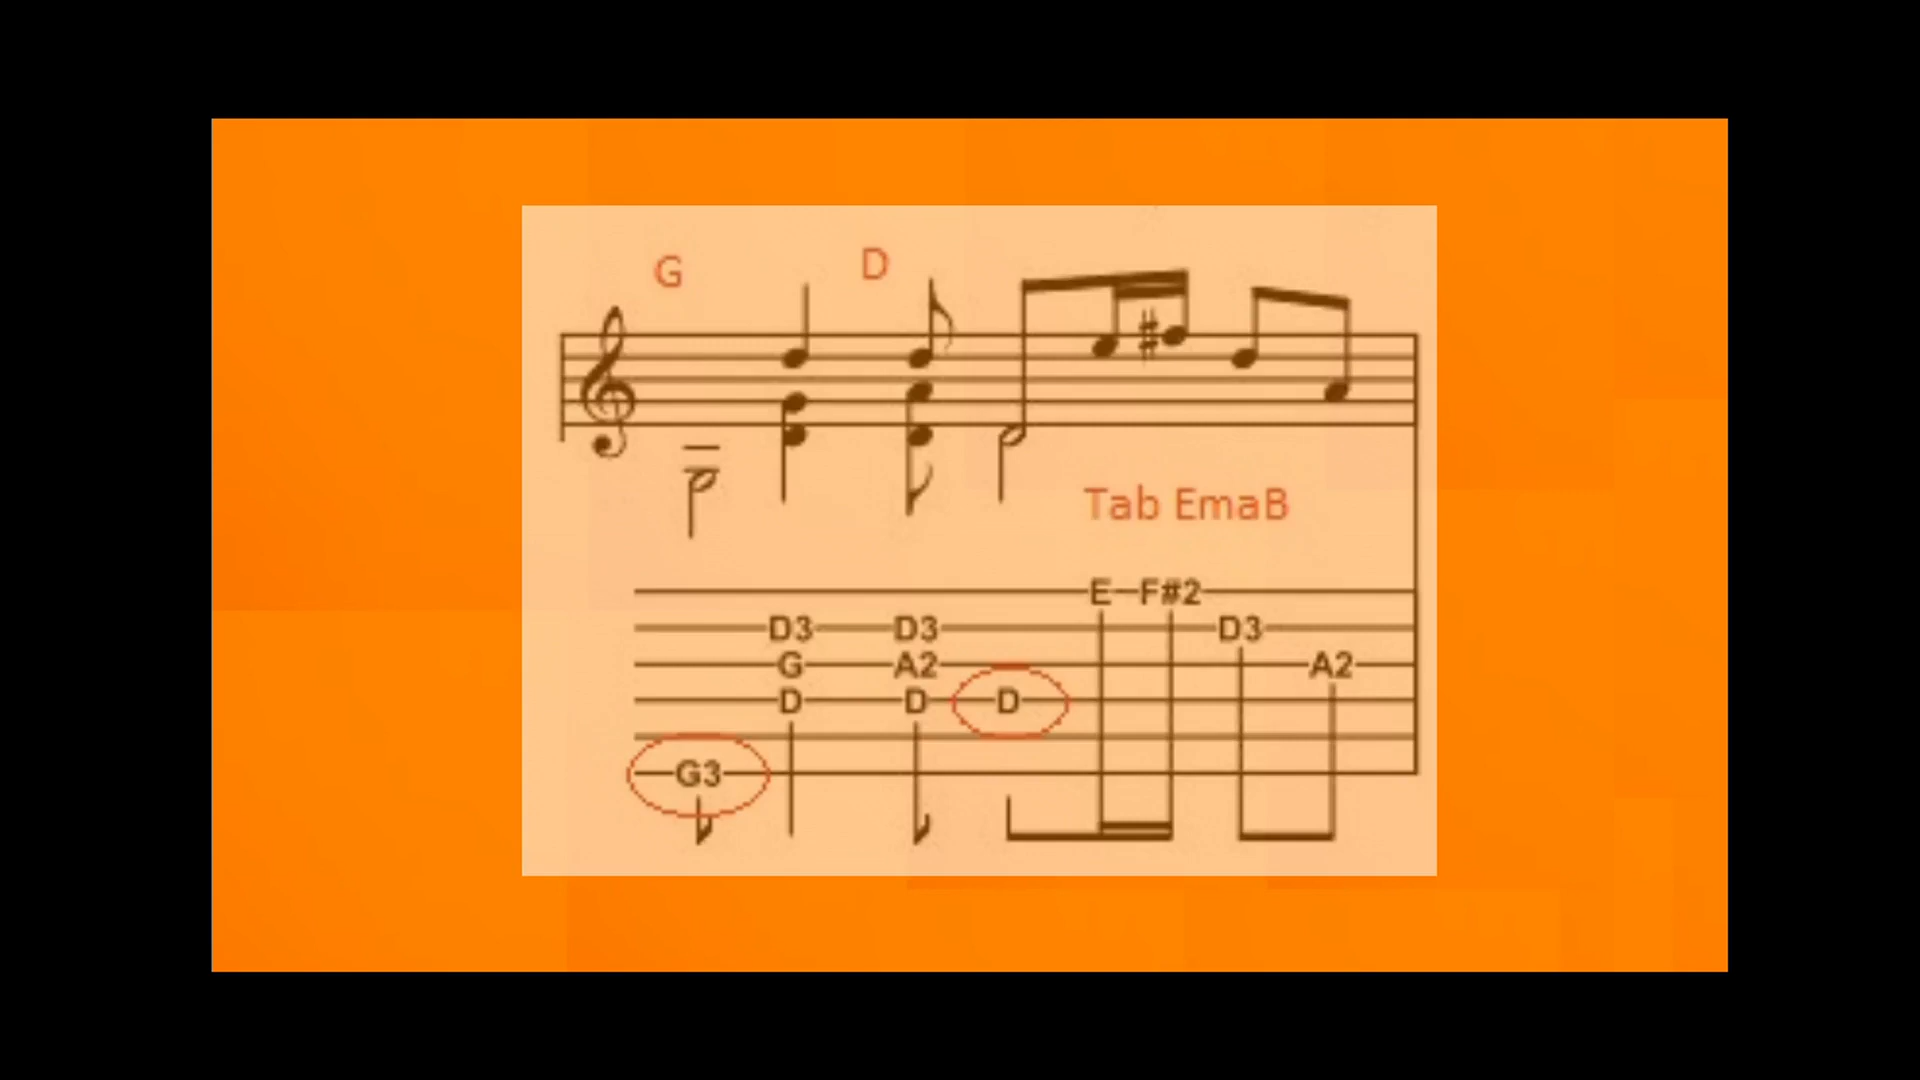 G D
Tab EmaB
E F#2
D3 D3 D3
G A2 A2
D D D
G3